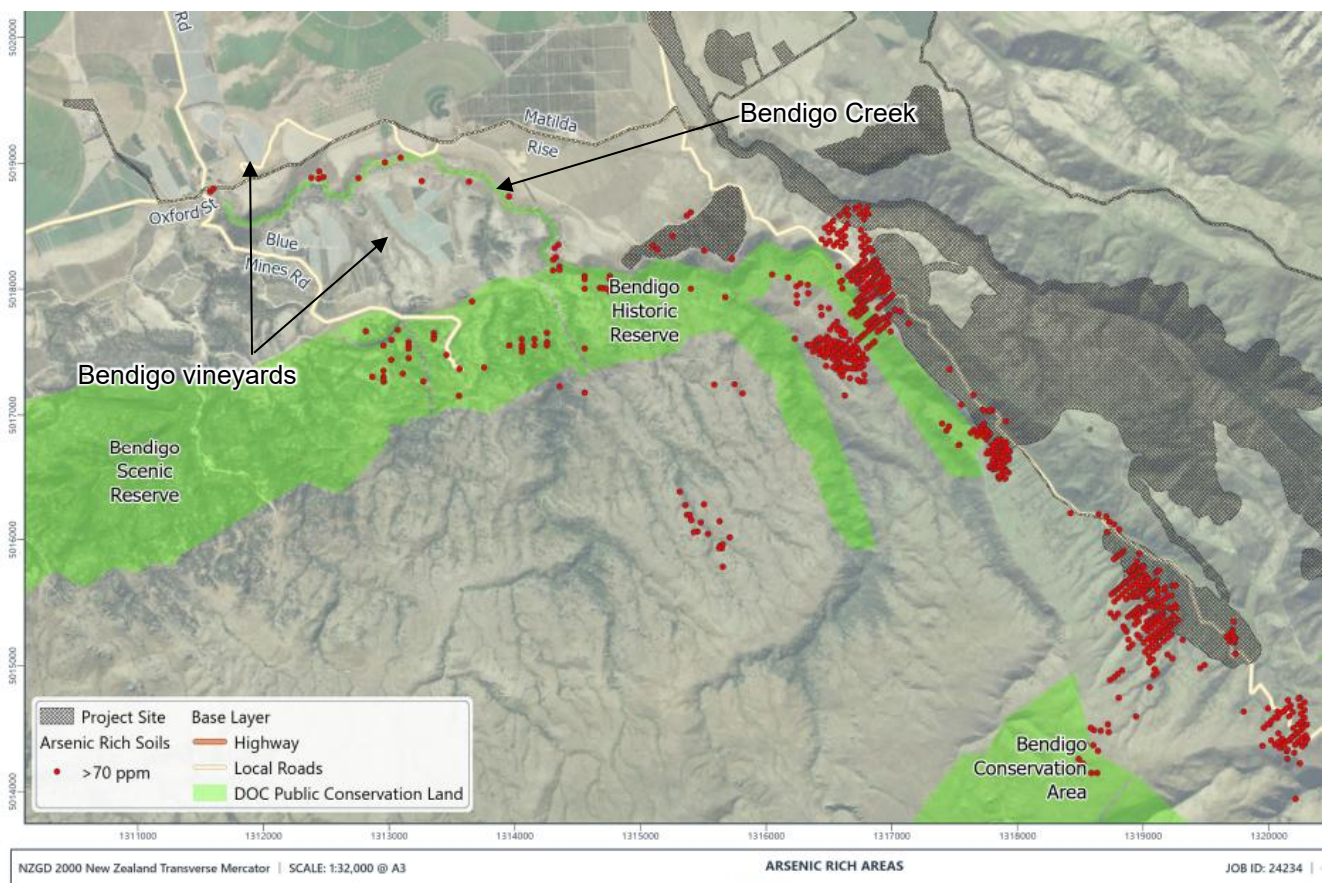 Rd
Bendigo Creek
Matilda
Rise
Oxford St
Blue
Mines Rd
Bendigo
Historic
Reserve
Bendigo vineyards
Bendigo
Scenic
Reserve
Bendigo
Conservation
Area
5020000
5019000
5018000
5017000
5016000
5015000
5014000
Project Site
Arsenic Rich Soils
>70 ppm
Base Layer
Highway
Local Roads
DOC Public Conservation Land
1311000 1312000 1313000 1314000 1315000 1316000 1317000 1318000 1319000 1320000
NZGD 2000 New Zealand Transverse Mercator | SCALE: 1:32,000 @ A3 ARSENIC RICH AREAS JOB ID: 24234 |